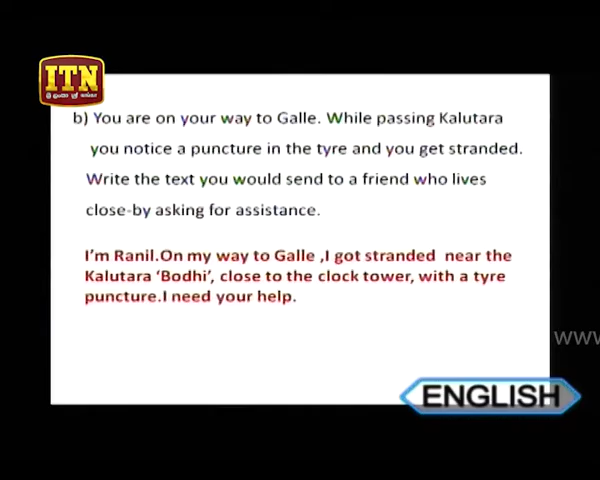 ITN
b) You are on your way to Galle. While passing Kalutara
you notice a puncture in the tyre and you get stranded.
Write the text you would send to a friend who lives
close-by asking for assistance.
I'm Ranil.On my way to Galle ,I got stranded near the
Kalutara ‘Bodhi’, close to the clock tower, with a tyre
puncture.I need your help.
www
ENGLISH